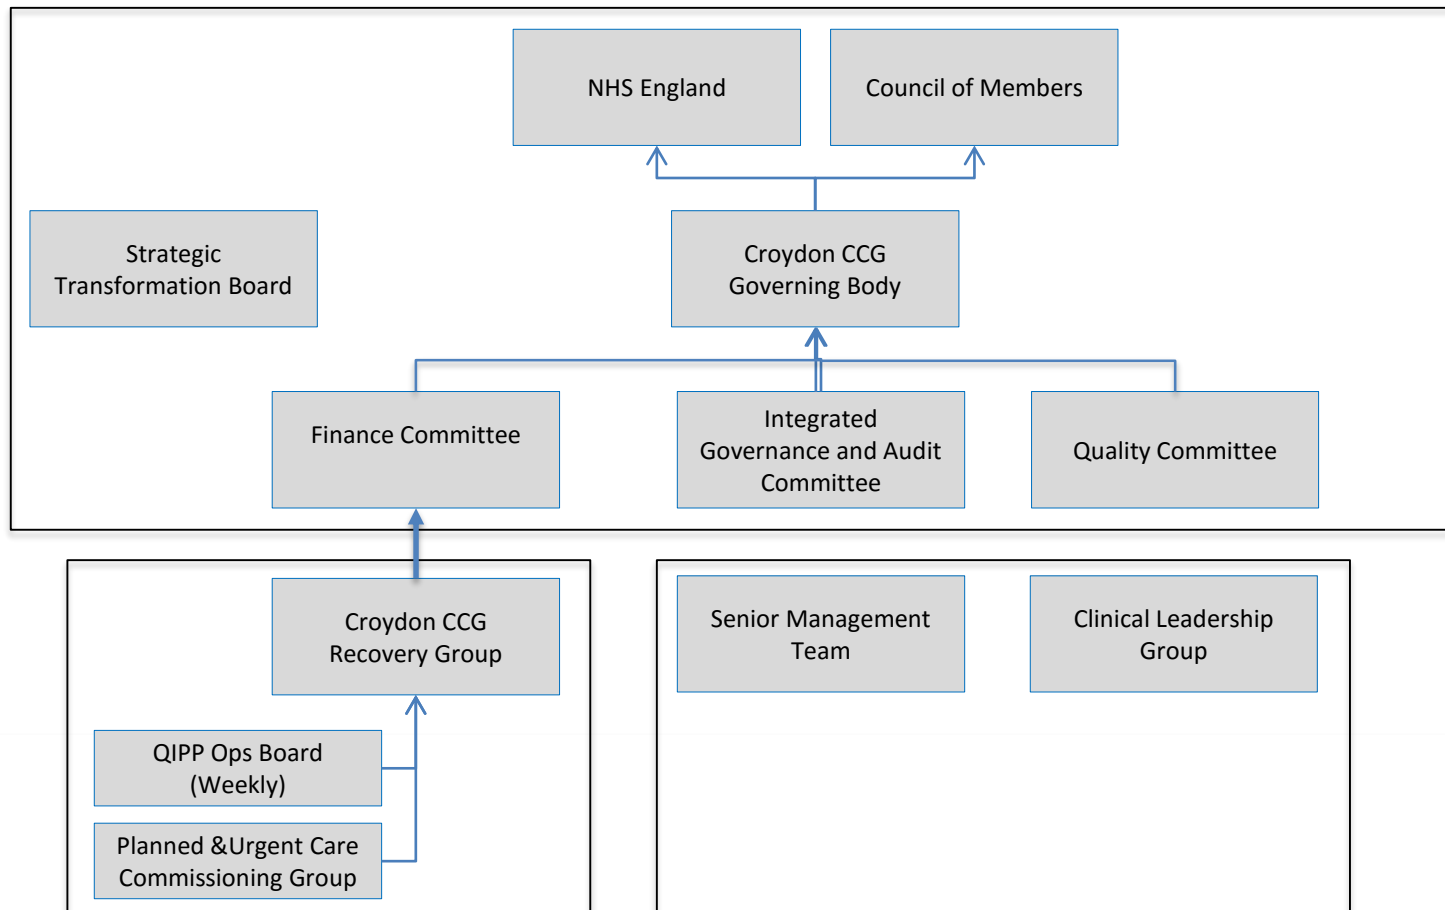 NHS England
Council of Members
Strategic
Transformation Board
Croydon CCG
Governing Body
Finance Committee
Integrated
Governance and Audit
Committee
Quality Committee
Croydon CCG
Recovery Group
Senior Management
Team
Clinical Leadership
Group
QIPP Ops Board
(Weekly)
Planned &Urgent Care
Commissioning Group